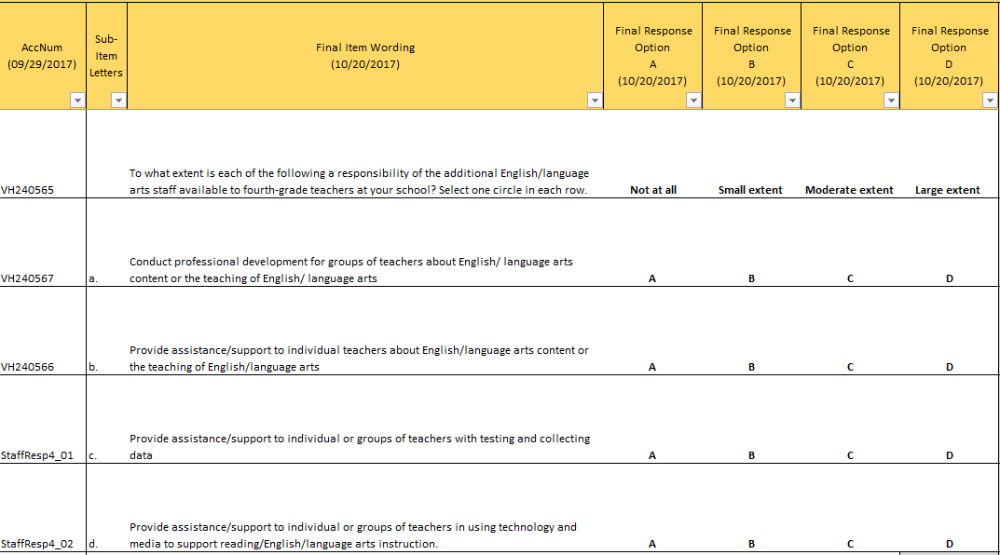 AccNum
(09/29/2017)
Sub-
Item
Letters
Final Item Wording
(10/20/2017)
Final Response
Option
A
(10/20/2017)
Final Response
Option
B
(10/20/2017)
Final Response
Option
C
(10/20/2017)
Final Response
Option
D
(10/20/2017)
To what extent is each of the following a responsibility of the additional English/language
VH240565 arts staff available to fourth-grade teachers at your school? Select one circle in each row. Not at all Small extent Moderate extent Large extent
Conduct professional development for groups of teachers about English/ language arts
VH240567 a. content or the teaching of English/ language arts A B C D
Provide assistance/support to individual teachers about English/language arts content or
VH240566 b. the teaching of English/language arts A B C D
Provide assistance/support to individual or groups of teachers with testing and collecting
StaffResp4_01 c. data A B C D
Provide assistance/support to individual or groups of teachers in using technology and
StaffResp4_02 d. media to support reading/English/language arts instruction. A B C D